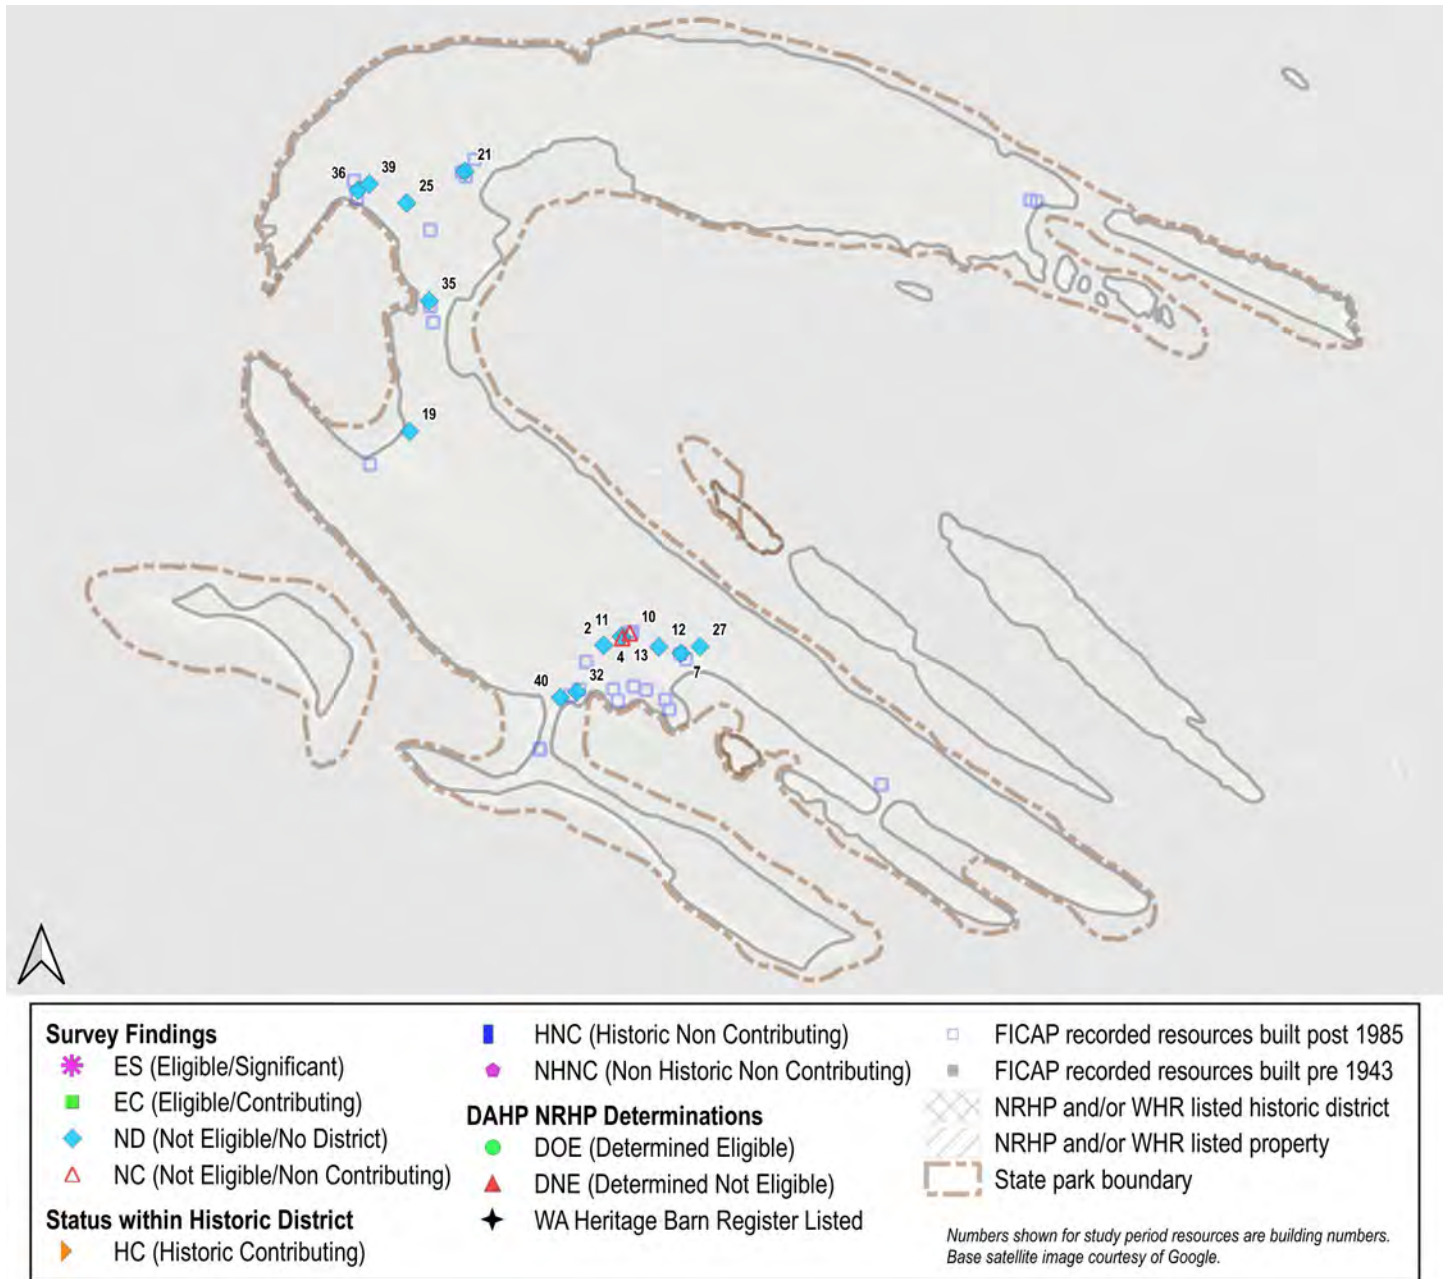 21
36
39
25
35
19
10
11
2
12
27
4
13
7
32
40
Survey Findings
ES (Eligible/Significant)
EC (Eligible/Contributing)
ND (Not Eligible/No District)
NC (Not Eligible/Non Contributing)
Status within Historic District
HC (Historic Contributing)
HNC (Historic Non Contributing)
NHNC (Non Historic Non Contributing)
DAHP NRHP Determinations
DOE (Determined Eligible)
DNE (Determined Not Eligible)
WA Heritage Barn Register Listed
FICAP recorded resources built post 1985
FICAP recorded resources built pre 1943
NRHP and/or WHR listed historic district
NRHP and/or WHR listed property
State park boundary
Numbers shown for study period resources are building numbers.
Base satellite image courtesy of Google.